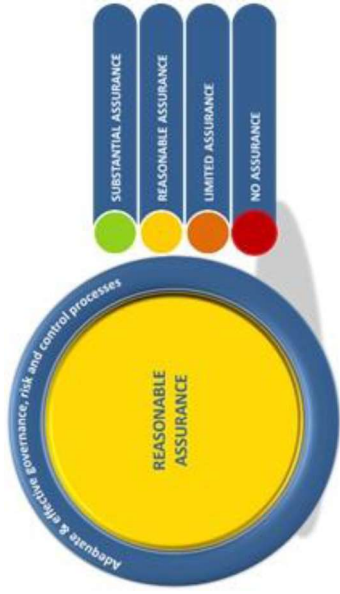 Adequate & effective governance, risk and control processes
REASONABLE
ASSURANCE
SUBSTANTIAL ASSURANCE
REASONABLE ASSURANCE
LIMITED ASSURANCE
NO ASSURANCE